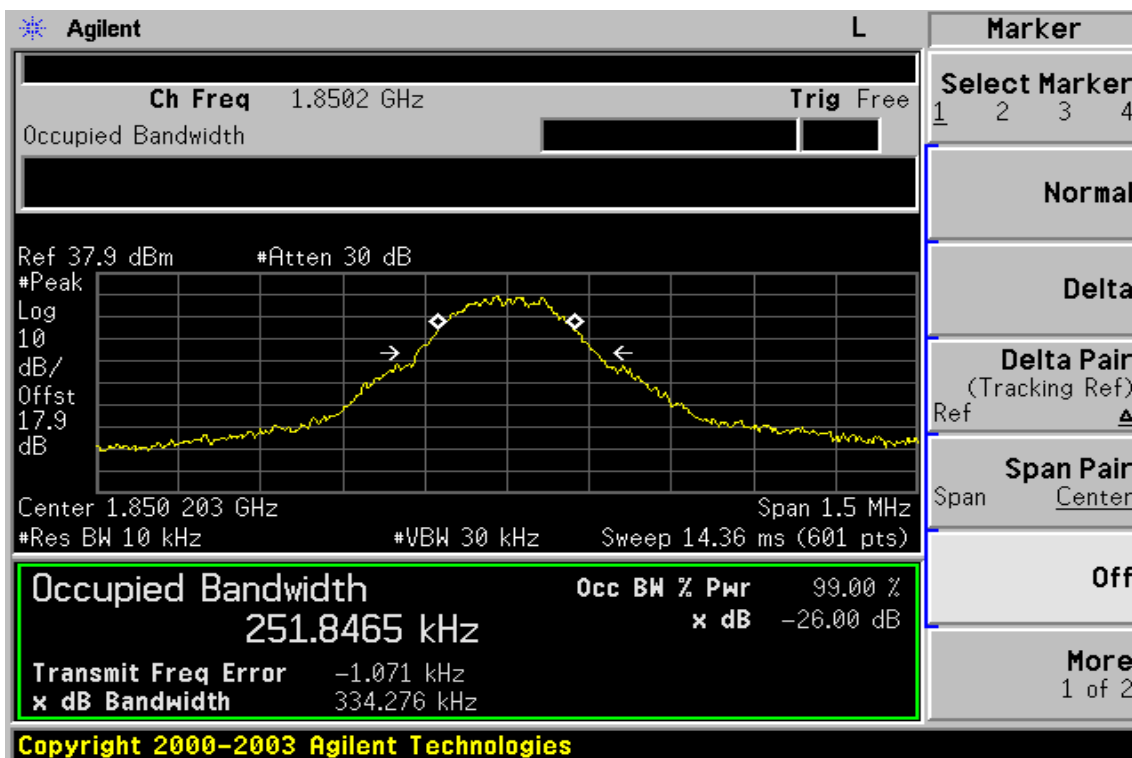 Agilent L
Ch Freq 1.8502 GHz Trig Free
Occupied Bandwidth
Ref 37.9 dBm #Atten 30 dB
#Peak
Log
10
dB/
Offst
17.9
dB
Center 1.850 203 GHz Span 1.5 MHz
#Res BW 10 kHz #VBW 30 kHz Sweep 14.36 ms (601 pts)
Occupied Bandwidth Occ BW % Pwr 99.00 %
251.8465 kHz x dB -26.00 dB
Transmit Freq Error -1.071 kHz
x dB Bandwidth 334.276 kHz
Copyright 2000-2003 Agilent Technologies
Marker
Select Marker
1 2 3 4
Normal
Delta
Delta Pair
(Tracking Ref)
Ref Δ
Span Pair
Span Center
Off
More
1 of 2